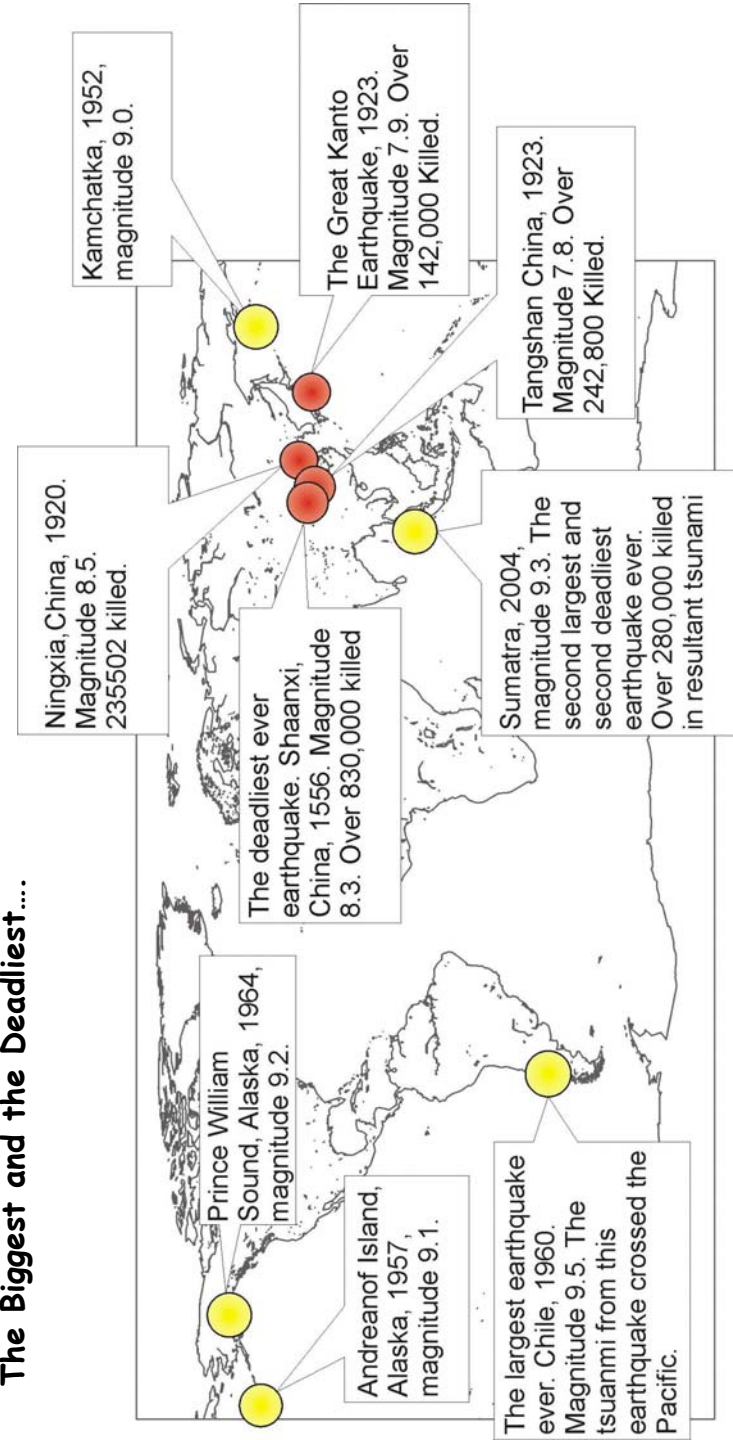 The Biggest and the Deadliest....
Ningxia, China, 1920.
Magnitude 8.5.
235502 killed.
Kamchatka, 1952,
magnitude 9.0.
Prince William
Sound, Alaska, 1964,
magnitude 9.2.
The deadliest ever
earthquake. Shaanxi,
China, 1556. Magnitude
8.3. Over 830,000 killed
The Great Kanto
Earthquake, 1923.
Magnitude 7.9. Over
142,000 Killed.
Andreanof Island,
Alaska, 1957,
magnitude 9.1.
Tangshan China, 1923.
Magnitude 7.8. Over
242,800 Killed.
The largest earthquake
ever. Chile, 1960.
Magnitude 9.5. The
tsuanmi from this
earthquake crossed the
Pacific.
Sumatra, 2004,
magnitude 9.3. The
second largest and
second deadliest
earthquake ever.
Over 280,000 killed
in resultant tsunami